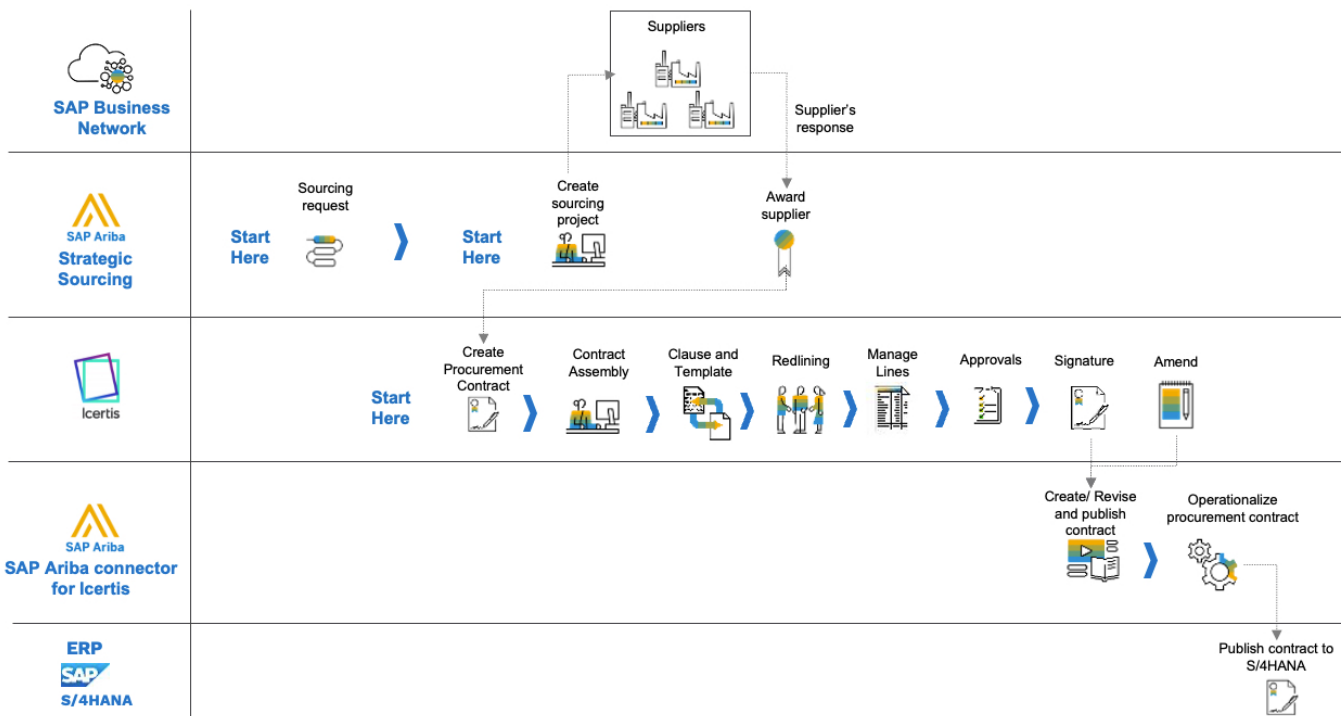 Suppliers
SAP Business
Network
Supplier's
response
SAP Ariba
Strategic
Sourcing
Start
Here
Sourcing
request
Start
Here
Create
sourcing
project
Award
supplier
Icertis
Start
Here
Create
Procurement
Contract
Contract
Assembly
Clause and
Template
Redlining
Manage
Lines
Approvals
Signature
Amend
SAP Ariba
SAP Ariba connector
for Icertis
Create/ Revise
and publish
contract
Operationalize
procurement contract
ERP
SAP
S/4HANA
Publish contract to
S/4HANA